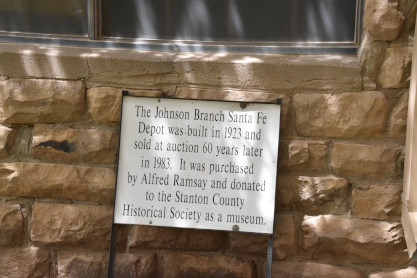 The Johnson Branch Santa Fe
Depot was built in 1923 and
sold at auction 60 years later
in 1983. It was purchased
by Alfred Ramsay and donated
to the Stanton County
Historical Society as a museum.